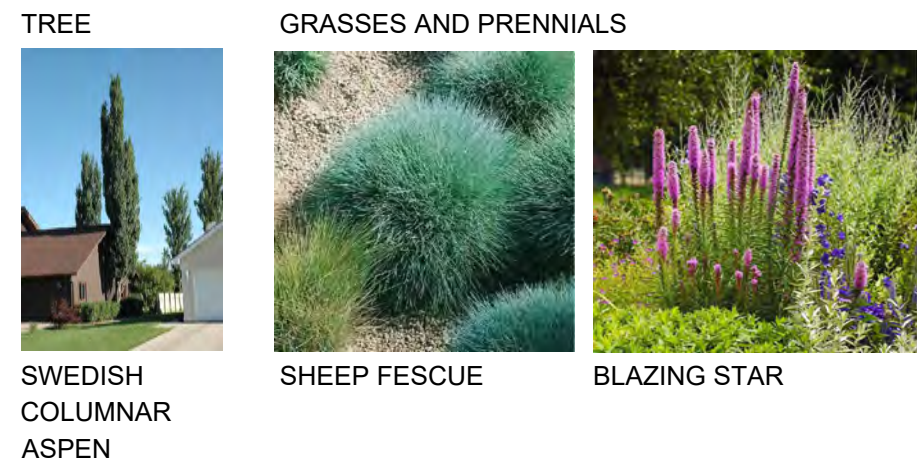 TREE
GRASSES AND PRENNIALS
SWEDISH
COLUMNAR
ASPEN
SHEEP FESCUE
BLAZING STAR